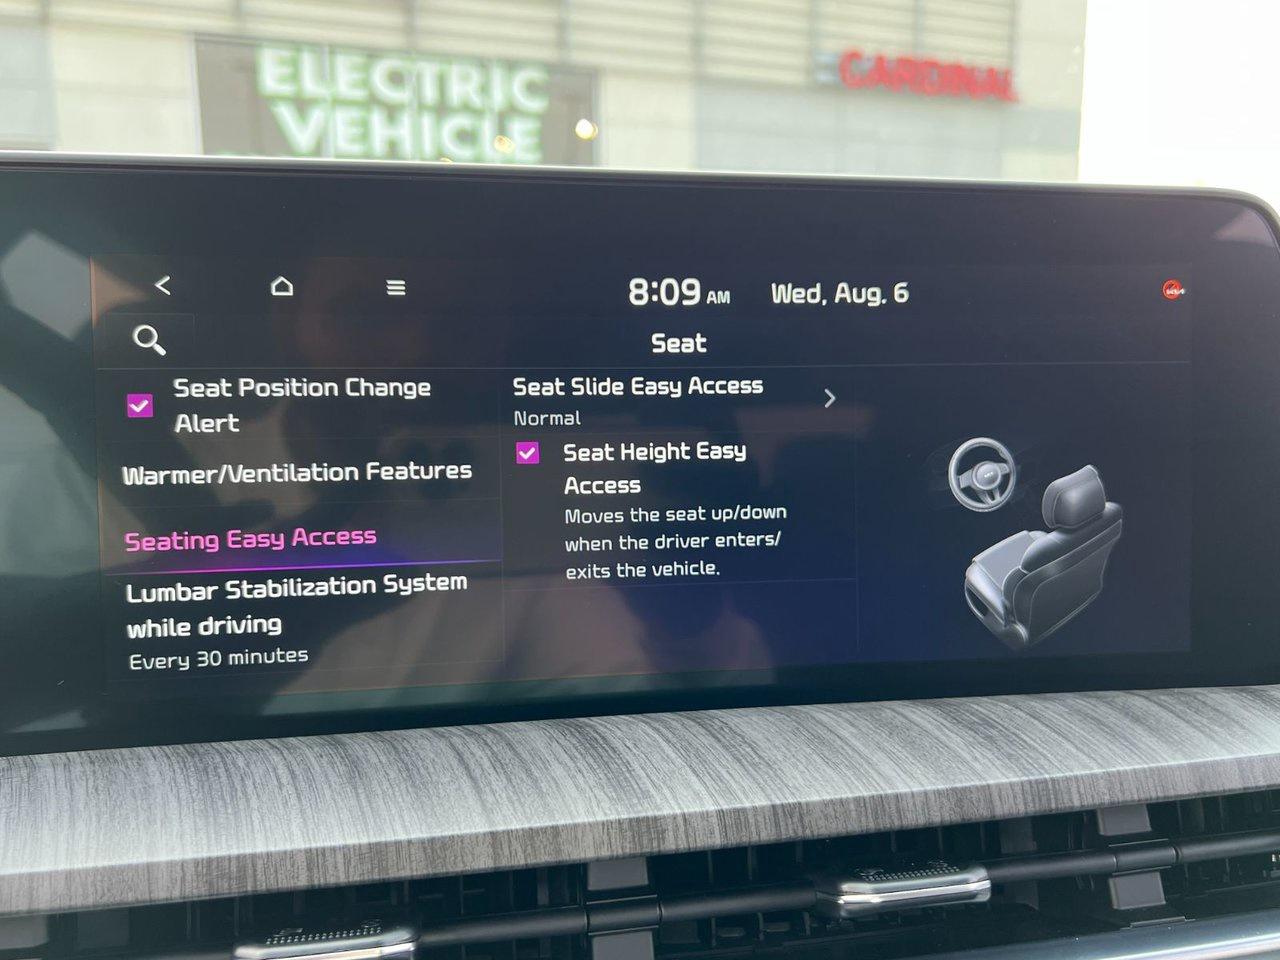 ELECTRIC
VEHICLE
CARDINAL
8:09 AM Wed, Aug. 6
Seat
Seat Position Change
Alert
Warmer/Ventilation Features
Seating Easy Access
Lumbar Stabilization System
while driving
Every 30 minutes
Seat Slide Easy Access
Normal
Seat Height Easy
Access
Moves the seat up/down
when the driver enters/
exits the vehicle.